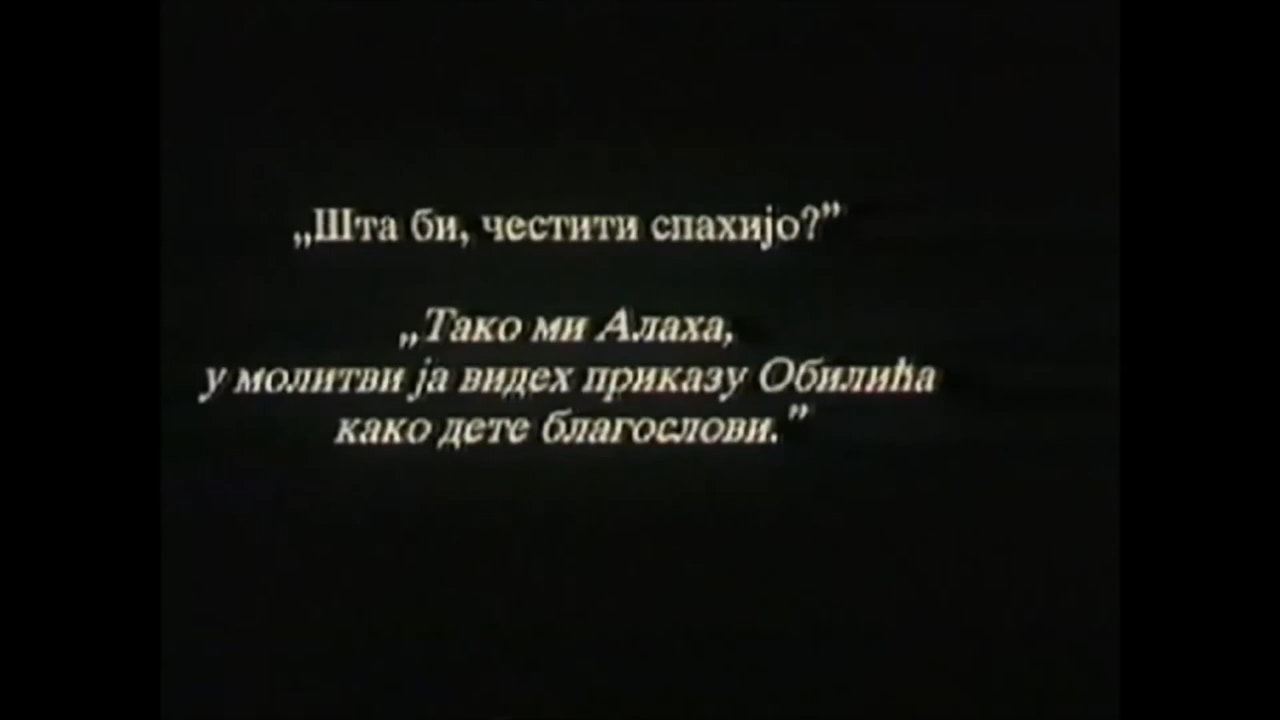 „Шта би, честити спахијо?”
„Тако ми Алаха,
у молитви ја видех приказу Обилића
како дете благослови.”